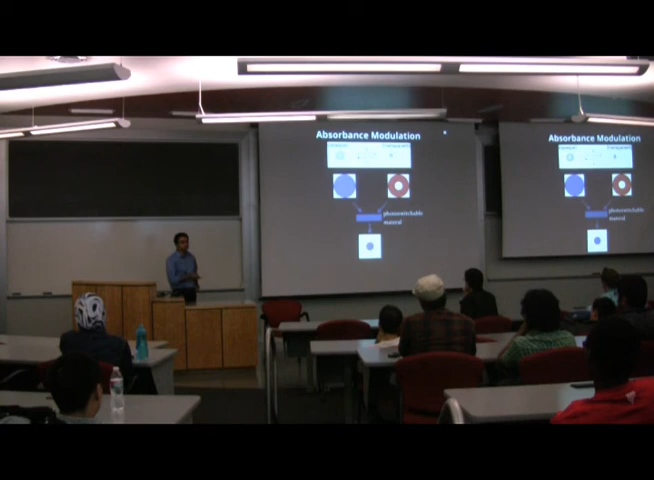 Absorbance Modulation
photoswitchable
material
Absorbance Modulation
photoswitchable
material